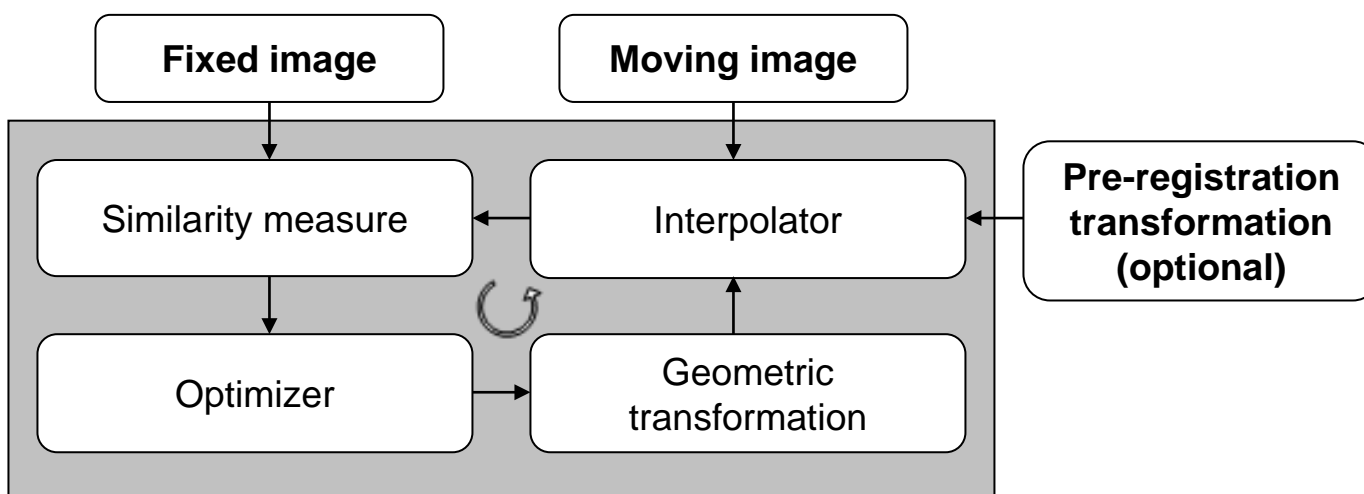 Fixed image
Moving image
Similarity measure
Interpolator
Pre-registration
transformation
(optional)
Optimizer
Geometric
transformation